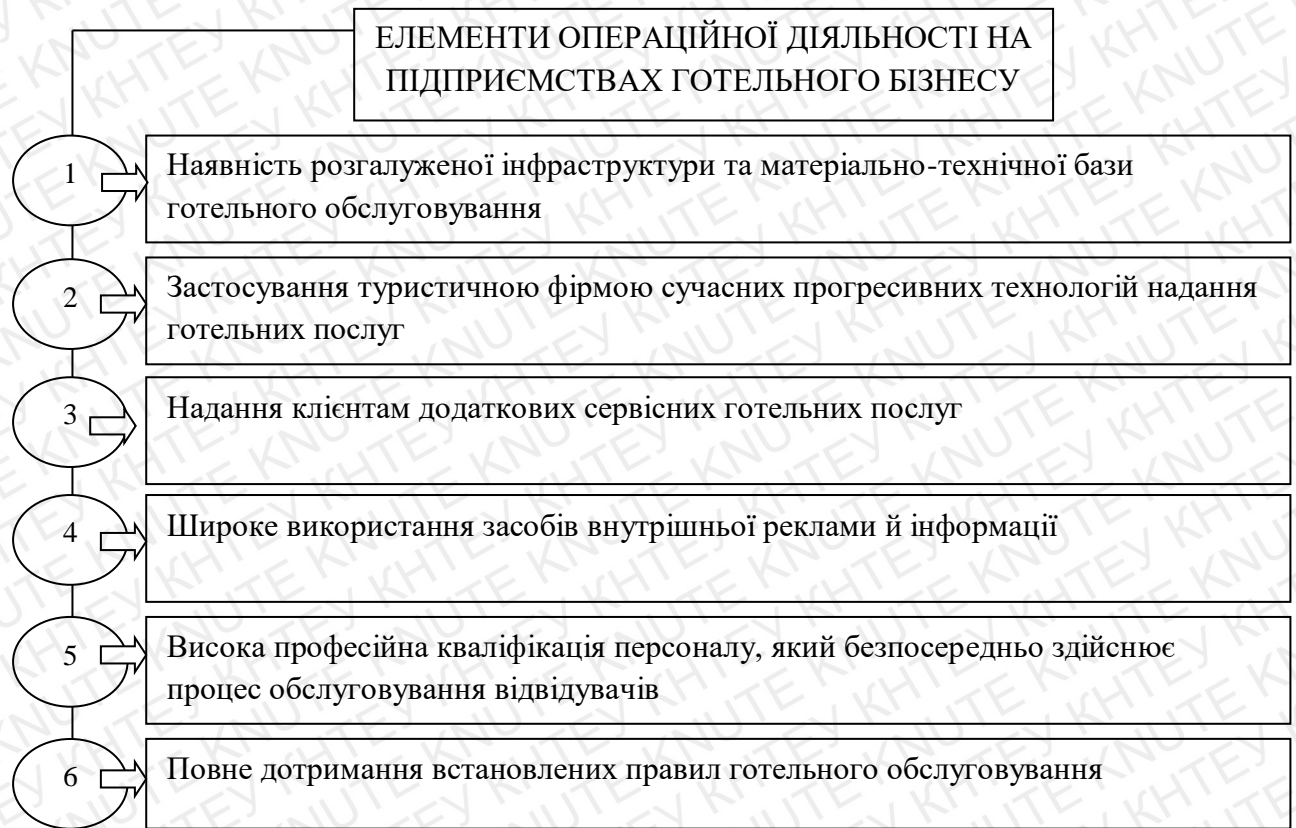 ЕЛЕМЕНТИ ОПЕРАЦІЙНОЇ ДІЯЛЬНОСТІ НА
ПІДПРИЄМСТВАХ ГОТЕЛЬНОГО БІЗНЕСУ
1
Наявність розгалуженої інфраструктури та матеріально-технічної бази
готельного обслуговування
2
Застосування туристичною фірмою сучасних прогресивних технологій надання
готельних послуг
3
Надання клієнтам додаткових сервісних готельних послуг
4
Широке використання засобів внутрішньої реклами й інформації
5
Висока професійна кваліфікація персоналу, який безпосередньо здійснює
процес обслуговування відвідувачів
6
Повне дотримання встановлених правил готельного обслуговування